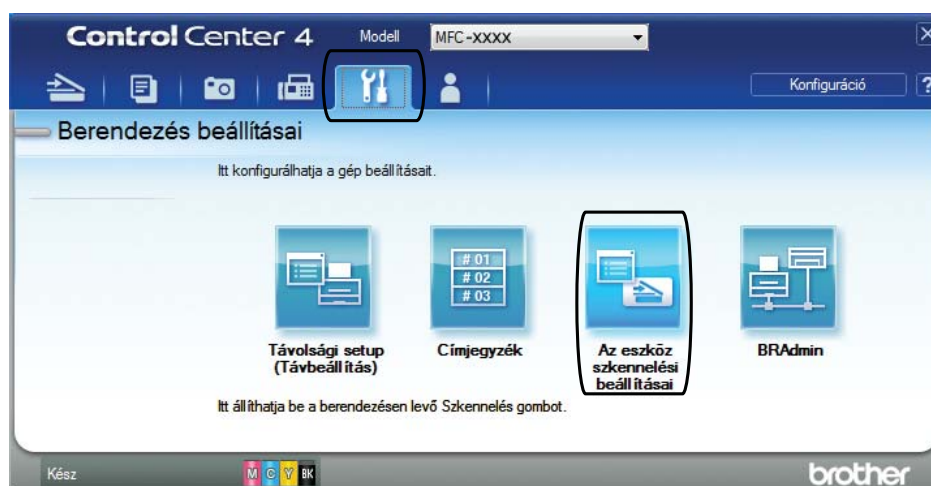 Control Center 4 Modell MFC-XXXX
Konfiguráció ?
Berendezés beállításai
Itt konfigurálhatja a gép beállításait.
# 01
# 02
# 03
Távolsági setup
(Távbeállítás)
Címjegyzék
Az eszköz
szkennelési
beállításai
BRAdmin
Itt állíthatja be a berendezésen levő Szkennelés gombot.
Kész M C Y BK brother